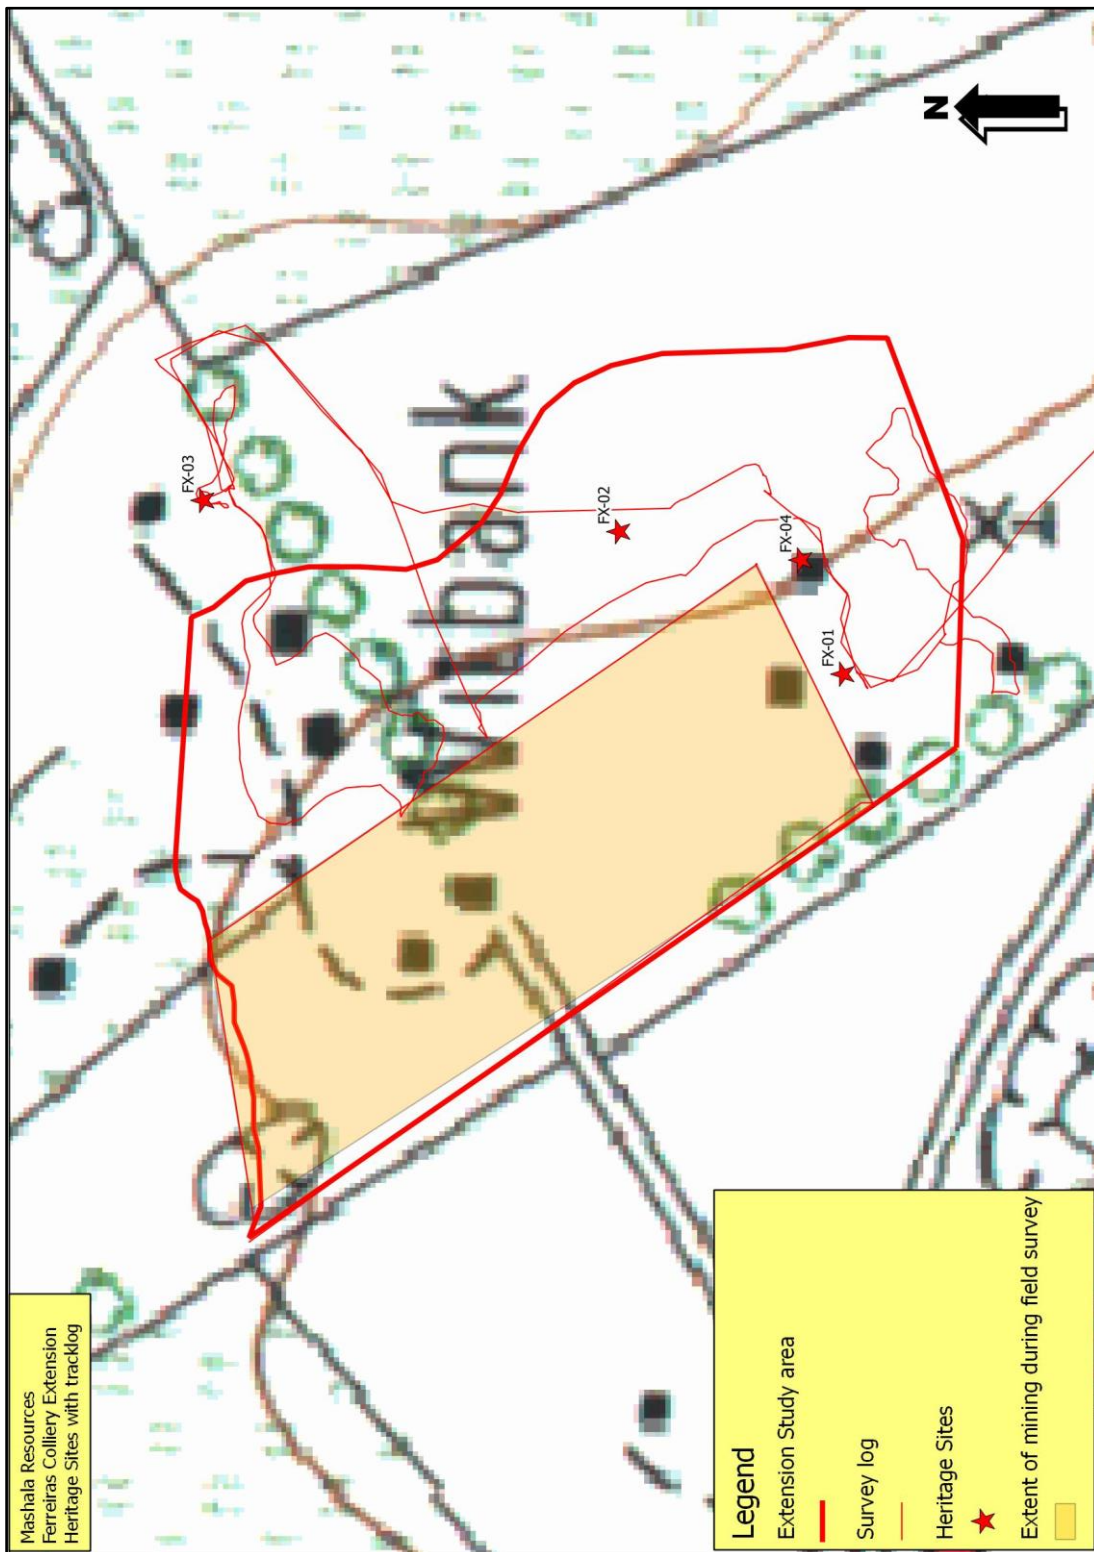 Mashala Resources
Ferreiras Colliery Extension
Heritage Sites with tracklog
N
FX-03
FX-02
FX-04
FX-01
Legend
Extension Study area
Survey log
Heritage Sites
Extent of mining during field survey